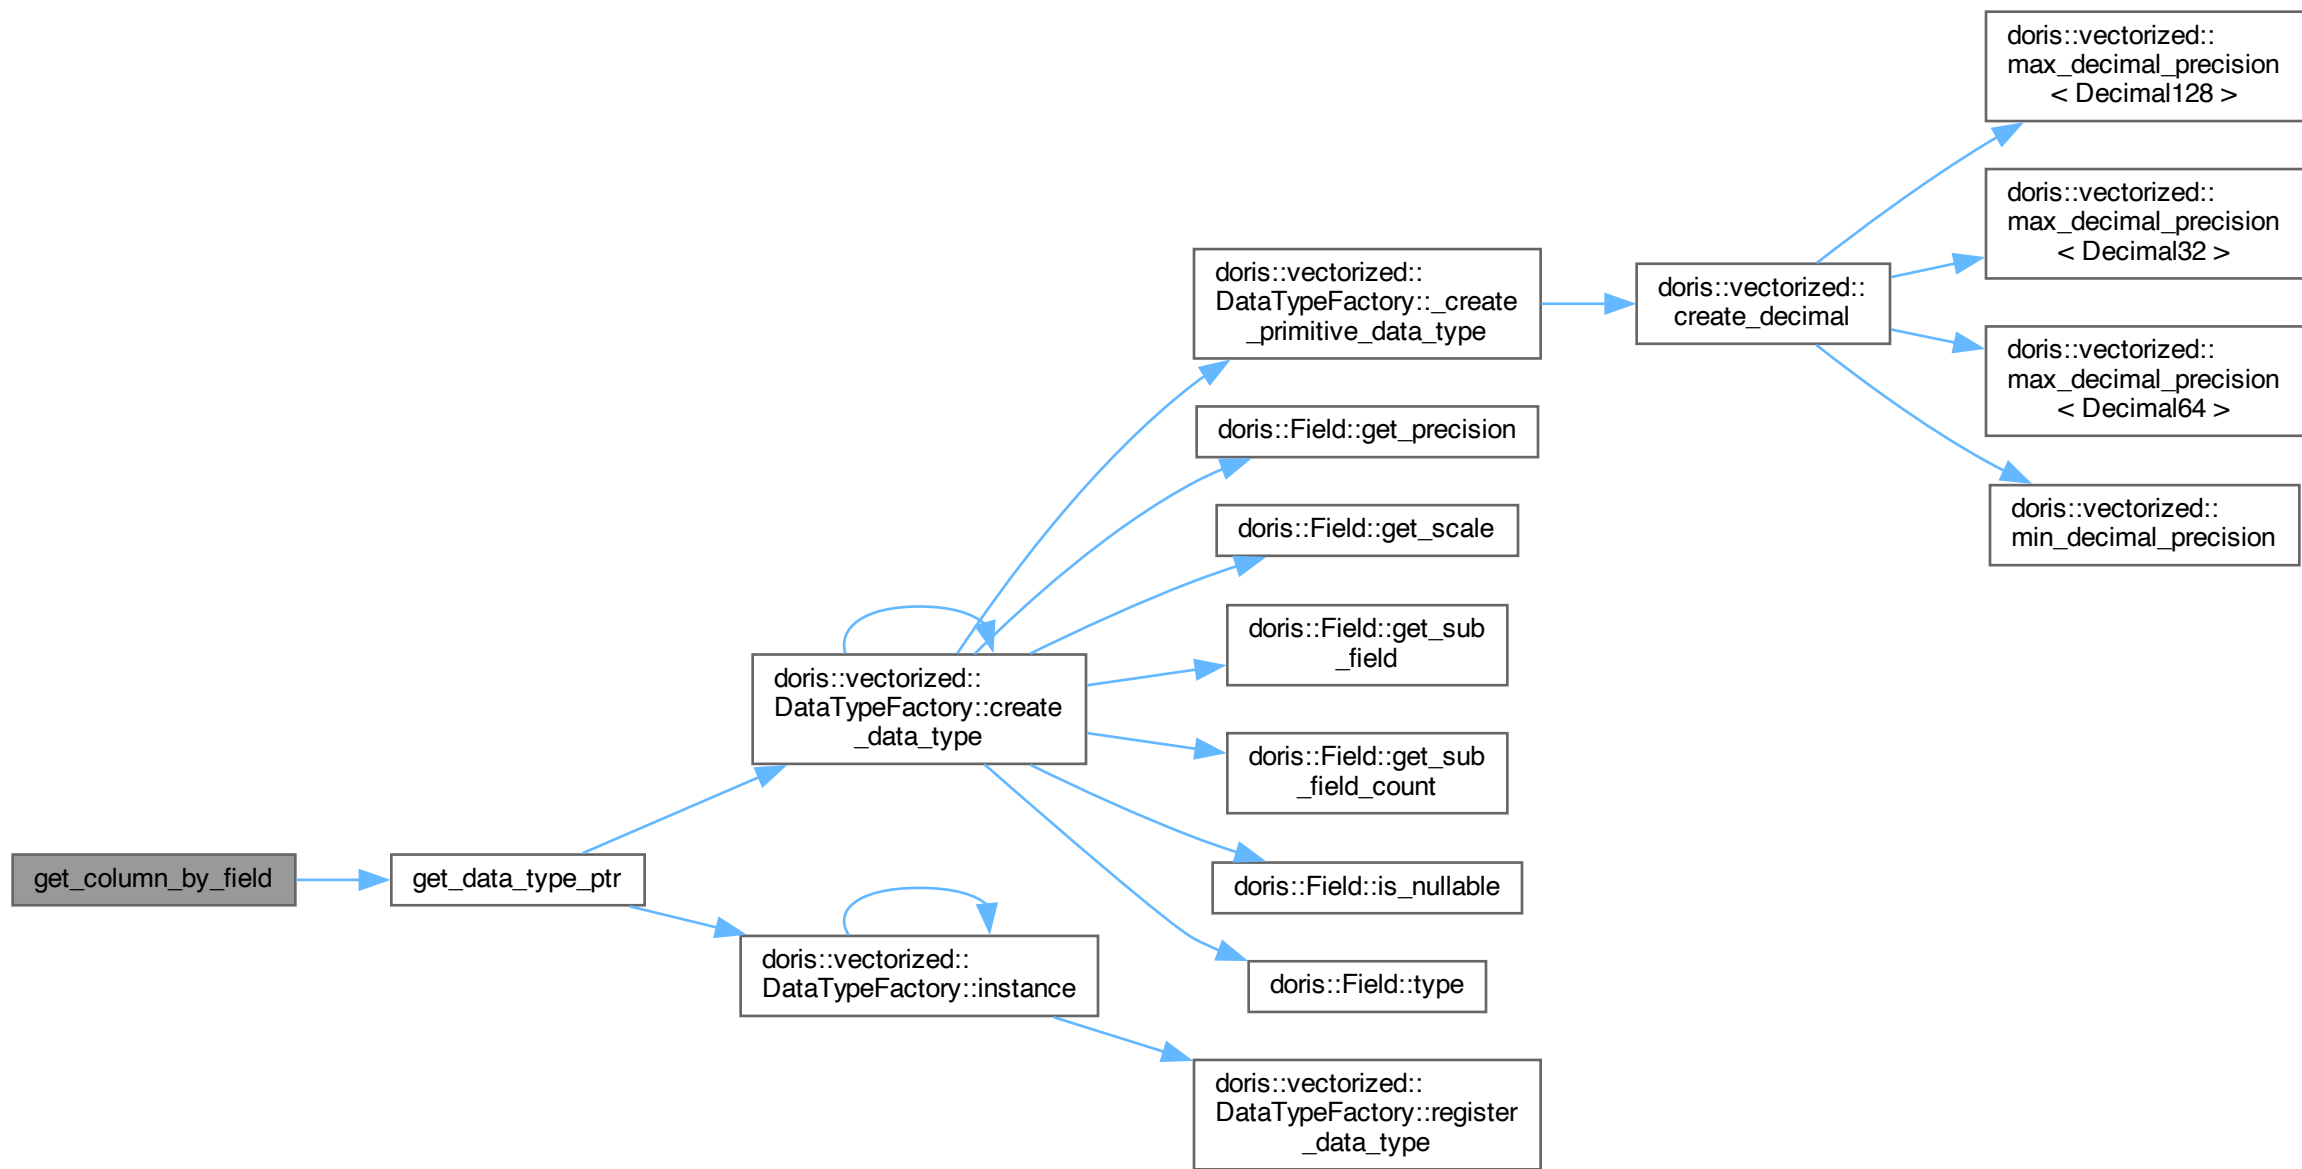 get_column_by_field
get_data_type_ptr
doris::vectorized::
DataTypeFactory::create
_data_type
doris::vectorized::
DataTypeFactory::instance
doris::vectorized::
DataTypeFactory::_create
_primitive_data_type
doris::Field::get_precision
doris::Field::get_scale
doris::Field::get_sub
_field
doris::Field::get_sub
_field_count
doris::Field::is_nullable
doris::Field::type
doris::vectorized::
DataTypeFactory::register
_data_type
doris::vectorized::
create_decimal
doris::vectorized::
max_decimal_precision
< Decimal128 >
doris::vectorized::
max_decimal_precision
< Decimal32 >
doris::vectorized::
max_decimal_precision
< Decimal64 >
doris::vectorized::
min_decimal_precision